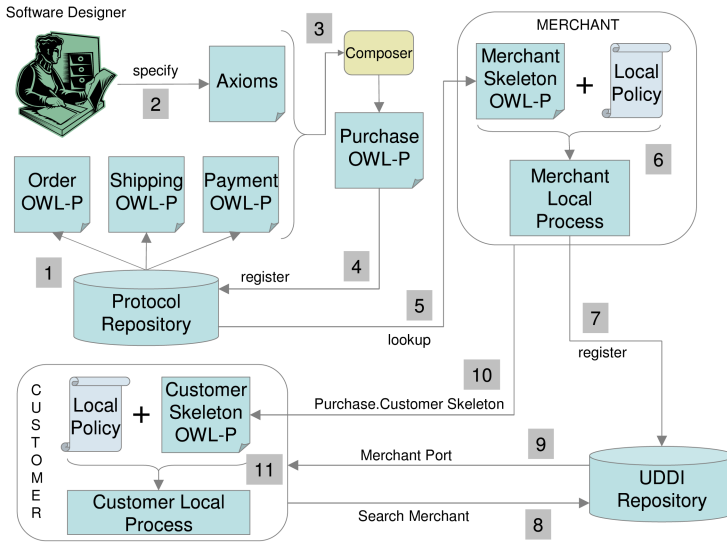 Software Designer
specify
2
Axioms
3
Composer
Purchase
OWL-P
Order
OWL-P
Shipping
OWL-P
Payment
OWL-P
1
Protocol
Repository
register
4
5
lookup
MERCHANT
Merchant
Skeleton
OWL-P
+
Local
Policy
6
Merchant
Local
Process
7
register
10
Purchase.Customer Skeleton
CUSTOMER
Local
Policy
+
Customer
Skeleton
OWL-P
11
Customer Local
Process
9
Merchant Port
Search Merchant
8
UDDI
Repository